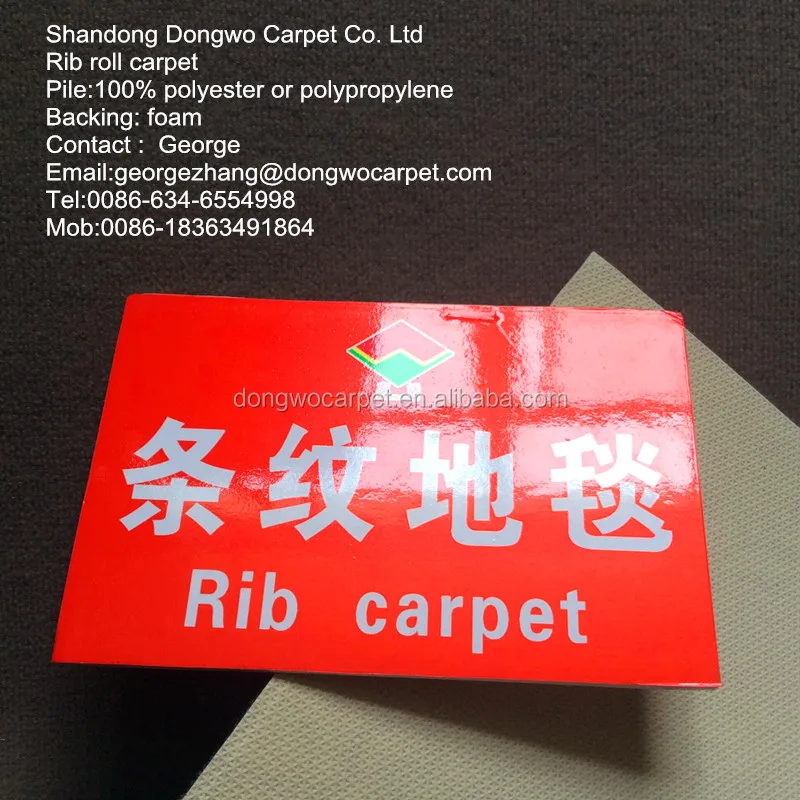 Shandong Dongwo Carpet Co. Ltd
Rib roll carpet
Pile:100% polyester or polypropylene
Backing: foam
Contact :  George
Email:georgezhang@dongwocarpet.com
Tel:0086-634-6554998
Mob:0086-18363491864
dongwocarpet.en.alibaba.com
条纹地毯
Rib carpet